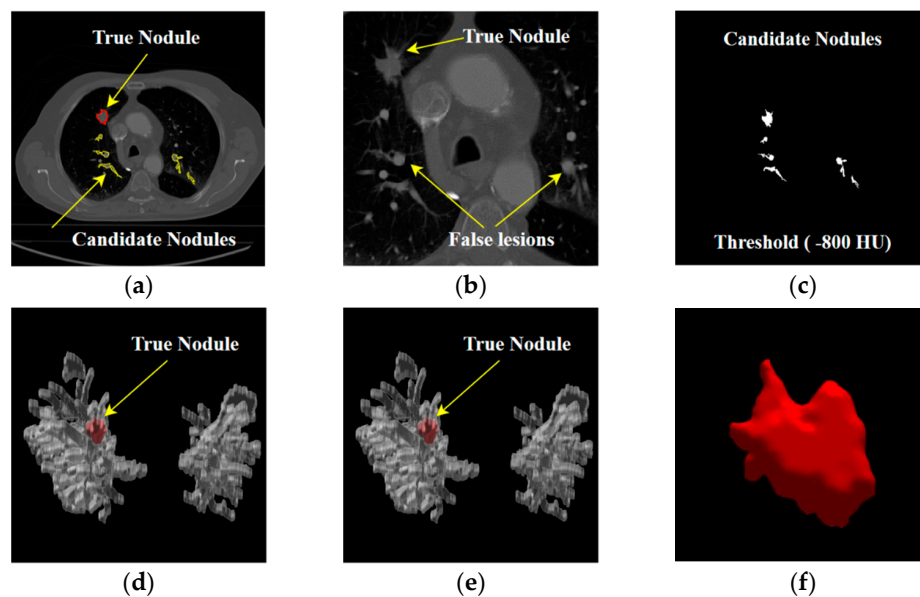 True Nodule
Candidate Nodules
(a)
True Nodule
False lesions
(b)
Candidate Nodules
Threshold ( -800 HU)
(c)
True Nodule
(d)
True Nodule
(e)
(f)